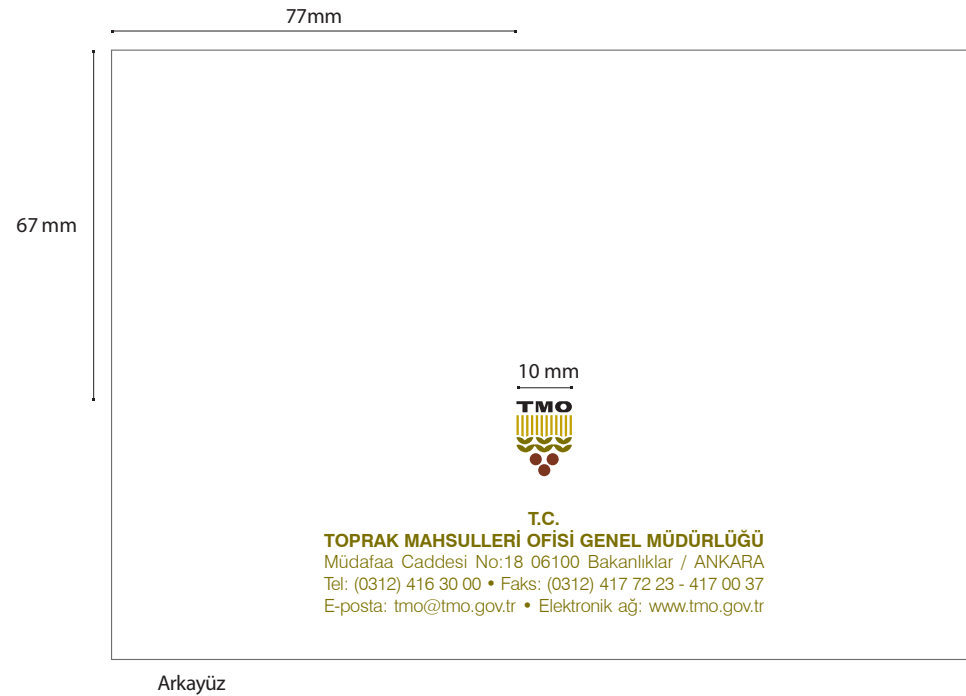 77mm
67 mm
10 mm
TMO
T.C.
TOPRAK MAHSULLERİ OFİSİ GENEL MÜDÜRLÜĞÜ
Müdafaa Caddesi No:18 06100 Bakanlıklar / ANKARA
Tel: (0312) 416 30 00 • Faks: (0312) 417 72 23 - 417 00 37
E-posta: tmo@tmo.gov.tr • Elektronik ağ: www.tmo.gov.tr
Arkayüz